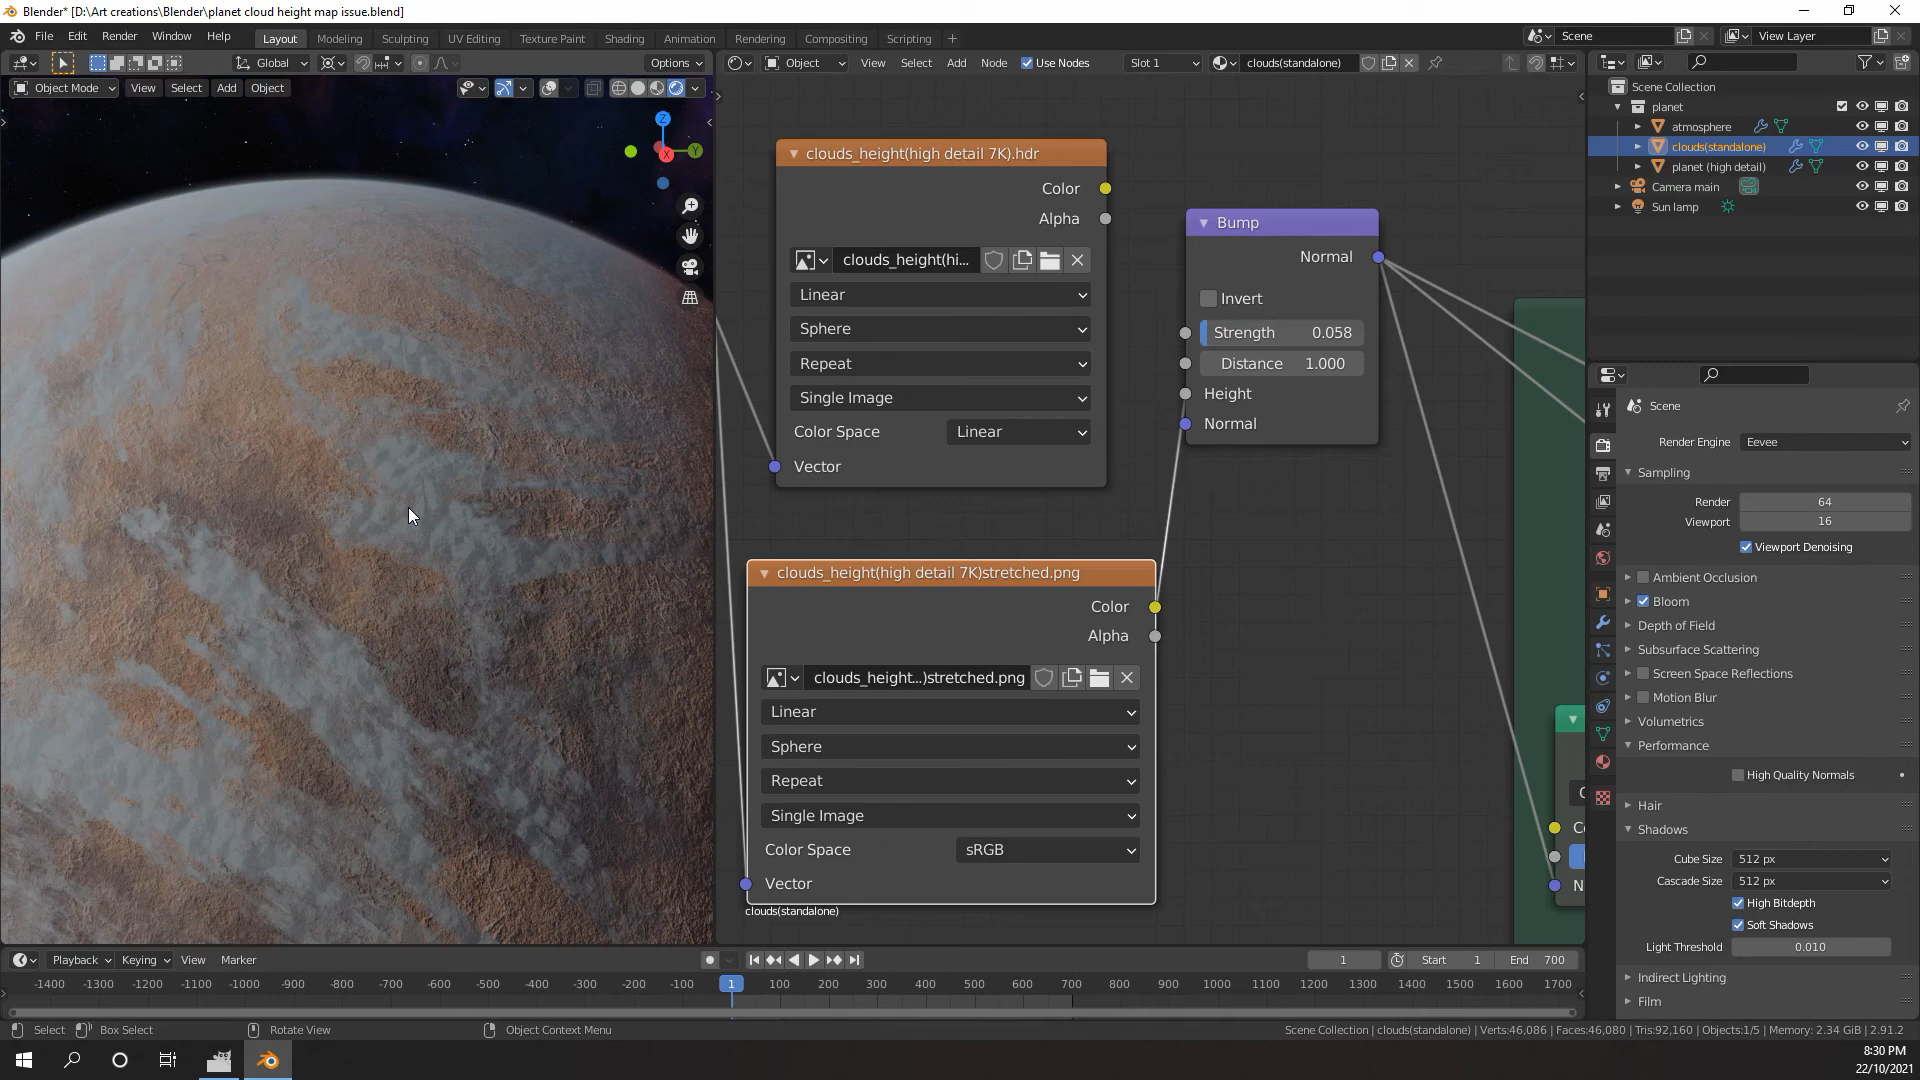 Blender* [D:\Art creations\Blender\planet cloud height map issue.blend]
File Edit Render Window Help
Layout Modeling Sculpting UV Editing Texture Paint Shading Animation Rendering Compositing Scripting +
Scene
View Layer
Global
Options
Object
View Select Add Node Use Nodes
Slot 1
clouds(standalone)
Object Mode View Select Add Object
Z
Y
X
Scene Collection
planet
atmosphere
clouds(standalone)
planet (high detail)
Camera main
Sun lamp
clouds_height(high detail 7K).hdr
Color
Alpha
clouds_height(hi...
Linear
Sphere
Repeat
Single Image
Color Space Linear
Vector
Bump
Normal
Invert
Strength 0.058
Distance 1.000
Height
Normal
clouds_height(high detail 7K)stretched.png
Color
Alpha
clouds_height...)stretched.png
Linear
Sphere
Repeat
Single Image
Color Space sRGB
Vector
clouds(standalone)
Scene
Render Engine Eevee
Sampling
Render 64
Viewport 16
Viewport Denoising
Ambient Occlusion
Bloom
Depth of Field
Subsurface Scattering
Screen Space Reflections
Motion Blur
Volumetrics
Performance
High Quality Normals
Hair
Shadows
Cube Size 512 px
Cascade Size 512 px
High Bitdepth
Soft Shadows
Light Threshold 0.010
Indirect Lighting
Film
Playback Keying View Marker
1 Start 1 End 700
-1400 -1300 -1200 -1100 -1000 -900 -800 -700 -600 -500 -400 -300 -200 -100 1 100 200 300 400 500 600 700 800 900 1000 1100 1200 1300 1400 1500 1600 1700
Select Box Select Rotate View Object Context Menu
Scene Collection | clouds(standalone) | Verts:46,086 | Faces:46,080 | Tris:92,160 | Objects:1/5 | Memory: 2.34 GiB | 2.91.2
8:30 PM
22/10/2021